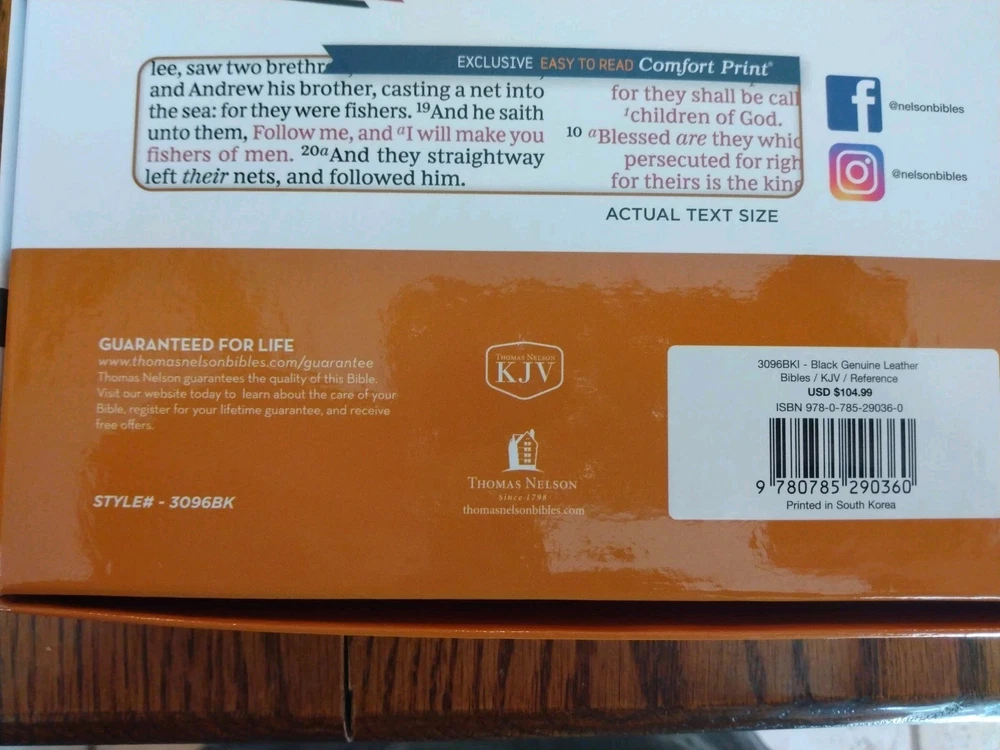 EXCLUSIVE EASY TO READ Comfort Print®
lee, saw two brethr
and Andrew his brother, casting a net into
the sea: for they were fishers. 19And he saith
unto them, Follow me, and aI will make you
fishers of men. 20aAnd they straightway
left their nets, and followed him.
for they shall be call
fchildren of God.
10 aBlessed are they whic
persecuted for righ
for theirs is the king
ACTUAL TEXT SIZE
@nelsonbibles
@nelsonbibles
GUARANTEED FOR LIFE
www.thomasnelsonbibles.com/guarantee
Thomas Nelson guarantees the quality of this Bible.
Visit our website today to learn about the care of your
Bible, register for your lifetime guarantee, and receive
free offers.
STYLE# - 3096BK
THOMAS NELSON
KJV
THOMAS NELSON
Since 1798
thomasnelsonbibles.com
3096BKI - Black Genuine Leather
Bibles / KJV / Reference
USD $104.99
ISBN 978-0-785-29036-0
9 780785 290360
Printed in South Korea